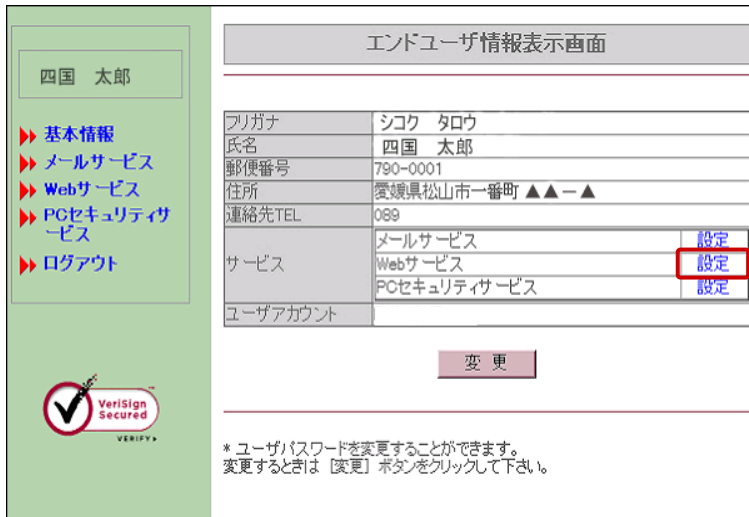 四国 太郎
基本情報
メールサービス
Webサービス
PCセキュリティサ
ービス
ログアウト
VeriSign
Secured
VERIFY
エンドユーザ情報表示画面
フリガナ シコク タロウ
氏名 四国 太郎
郵便番号 790-0001
住所 愛媛県松山市一番町 ▲▲－▲
連絡先TEL 089
サービス
メールサービス 設定
Webサービス 設定
PCセキュリティサービス 設定
ユーザアカウント
変 更
* ユーザパスワードを変更することができます。
変更するときは [変更] ボタンをクリックして下さい。